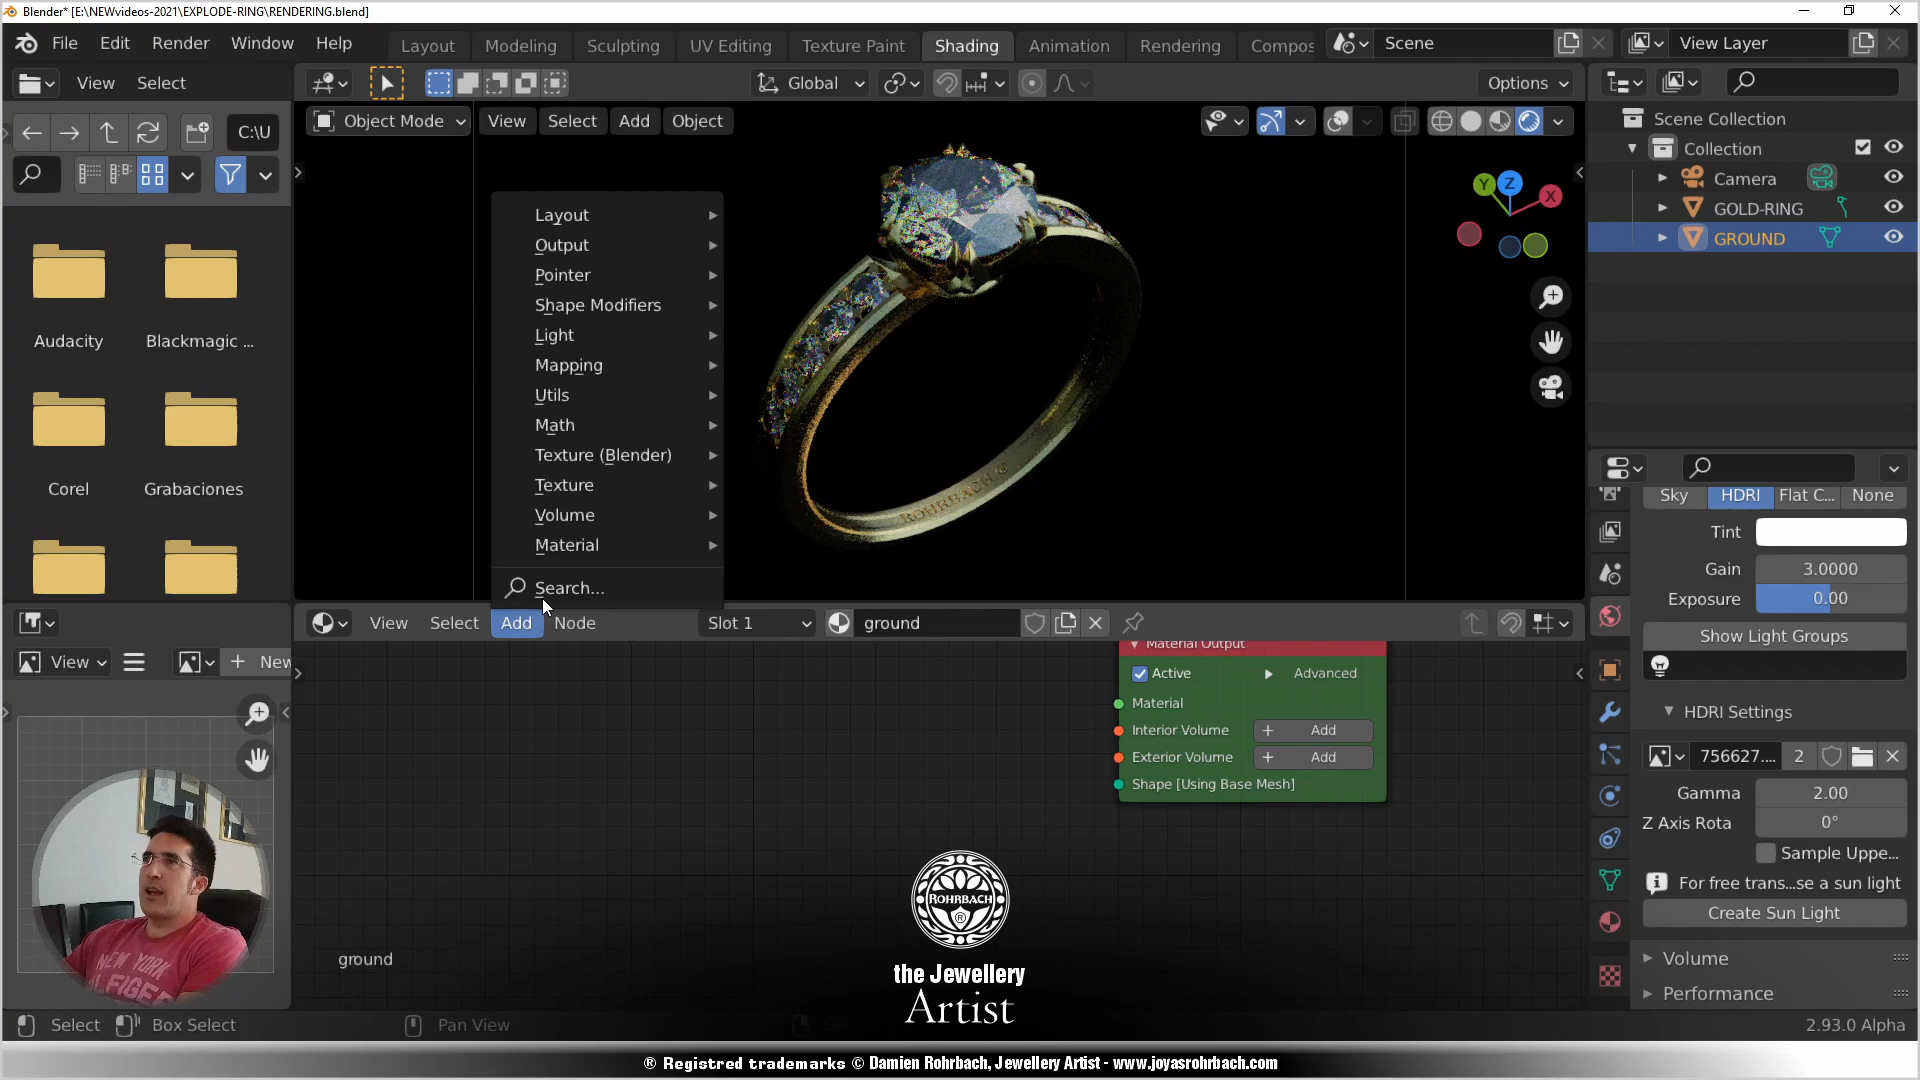 Blender* [E:\NEWvideos-2021\EXPLODE-RING\RENDERING.blend]
File Edit Render Window Help Layout Modeling Sculpting UV Editing Texture Paint Shading Animation Rendering Compos Scene View Layer
View Select Global Options
C:\U Object Mode View Select Add Object
Scene Collection
Collection
Camera
GOLD-RING
GROUND
Y Z X
Audacity Blackmagic ...
Corel Grabaciones
Layout
Output
Pointer
Shape Modifiers
Light
Mapping
Utils
Math
Texture (Blender)
Texture
Volume
Material
Search...
ROHRBACH
Sky HDRI Flat C... None
Tint
Gain 3.0000
Exposure 0.00
Show Light Groups
HDRI Settings
756627.... 2
Gamma 2.00
Z Axis Rota 0°
Sample Uppe...
For free trans...se a sun light
Create Sun Light
Volume
Performance
View Select Add Node Slot 1 ground
View New
Material Output
Active Advanced
Material
Interior Volume Add
Exterior Volume Add
Shape [Using Base Mesh]
ground
NEW YORK
ROHRBACH
®
the Jewellery
Artist
Select Box Select Pan View 2.93.0 Alpha
® Registred trademarks © Damien Rohrbach, Jewellery Artist - www.joyasrohrbach.com